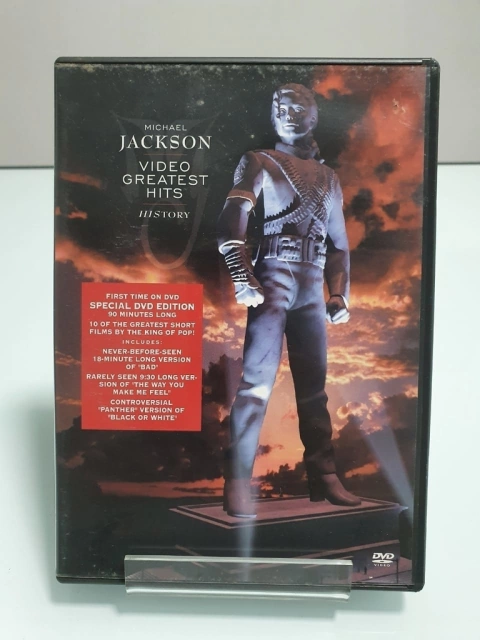 MICHAEL
JACKSON
VIDEO
GREATEST
HITS
HISTORY
FIRST TIME ON DVD
SPECIAL DVD EDITION
90 MINUTES LONG
10 OF THE GREATEST SHORT
FILMS BY THE KING OF POP!
INCLUDES:
NEVER-BEFORE-SEEN
18-MINUTE LONG VERSION
OF "BAD"
RARELY SEEN 9:30 LONG VER-
SION OF "THE WAY YOU
MAKE ME FEEL"
CONTROVERSIAL
"PANTHER" VERSION OF
"BLACK OR WHITE"
DVD
VIDEO